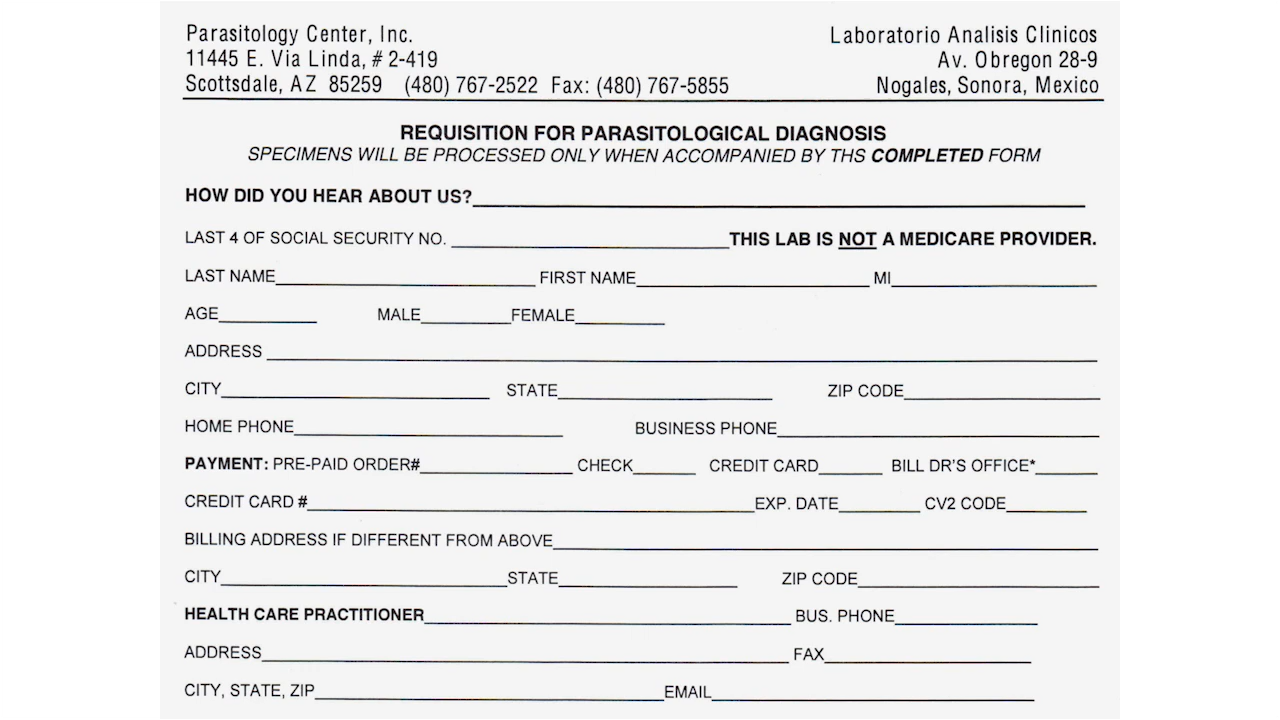 Parasitology Center, Inc. Laboratorio Analisis Clinicos
11445 E. Via Linda, # 2-419 Av. Obregon 28-9
Scottsdale, AZ 85259 (480) 767-2522 Fax: (480) 767-5855 Nogales, Sonora, Mexico
REQUISITION FOR PARASITOLOGICAL DIAGNOSIS
SPECIMENS WILL BE PROCESSED ONLY WHEN ACCOMPANIED BY THS COMPLETED FORM
HOW DID YOU HEAR ABOUT US?
LAST 4 OF SOCIAL SECURITY NO. THIS LAB IS NOT A MEDICARE PROVIDER.
LAST NAME FIRST NAME MI
AGE MALE FEMALE
ADDRESS
CITY STATE ZIP CODE
HOME PHONE BUSINESS PHONE
PAYMENT: PRE-PAID ORDER# CHECK CREDIT CARD BILL DR'S OFFICE*
CREDIT CARD # EXP. DATE CV2 CODE
BILLING ADDRESS IF DIFFERENT FROM ABOVE
CITY STATE ZIP CODE
HEALTH CARE PRACTITIONER BUS. PHONE
ADDRESS FAX
CITY, STATE, ZIP EMAIL